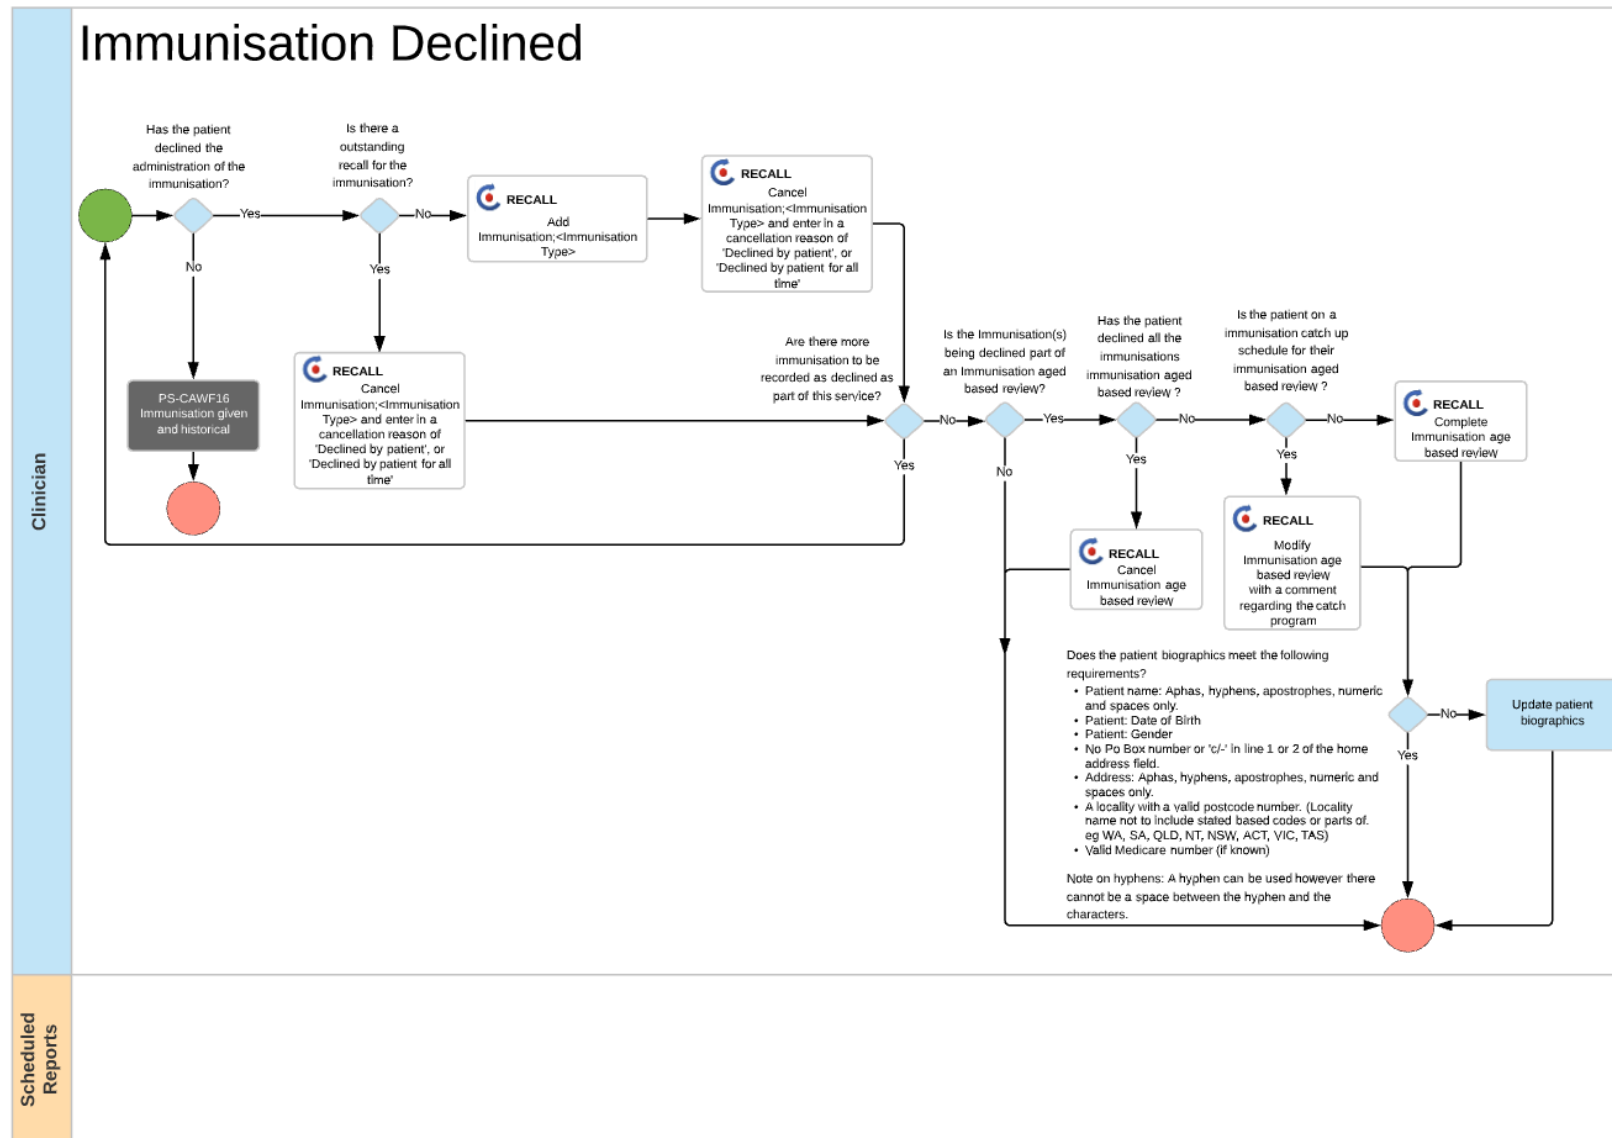 Immunisation Declined
Clinician
Has the patient
declined the
administration of the
immunisation?
Yes
No
Is there a
outstanding
recall for the
immunisation?
No
Yes
RECALL
Add
Immunisation;<Immunisation
Type>
RECALL
Cancel
Immunisation;<Immunisation
Type> and enter in a
cancellation reason of
'Declined by patient', or
'Declined by patient for all
time'
PS-CAWF16
Immunisation given
and historical
RECALL
Cancel
Immunisation;<Immunisation
Type> and enter in a
cancellation reason of
'Declined by patient', or
'Declined by patient for all
time'
Are there more
immunisation to be
recorded as declined as
part of this service?
No
Yes
Is the Immunisation(s)
being declined part of
an Immunisation aged
based review?
Yes
No
Has the patient
declined all the
immunisations
immunisation aged
based review ?
No
Yes
Is the patient on a
immunisation catch up
schedule for their
immunisation aged
based review ?
No
Yes
RECALL
Complete
Immunisation age
based review
RECALL
Cancel
Immunisation age
based review
RECALL
Modify
Immunisation age
based review
with a comment
regarding the catch
program
Does the patient biographics meet the following
requirements?
• Patient name: Aphas, hyphens, apostrophes, numeric
and spaces only.
• Patient: Date of Birth
• Patient: Gender
• No Po Box number or 'c/-' in line 1 or 2 of the home
address field.
• Address: Aphas, hyphens, apostrophes, numeric and
spaces only.
• A locality with a valid postcode number. (Locality
name not to include stated based codes or parts of.
eg WA, SA, QLD, NT, NSW, ACT, VIC, TAS)
• Valid Medicare number (if known)
Note on hyphens: A hyphen can be used however there
cannot be a space between the hyphen and the
characters.
No
Yes
Update patient
biographics
Scheduled
Reports